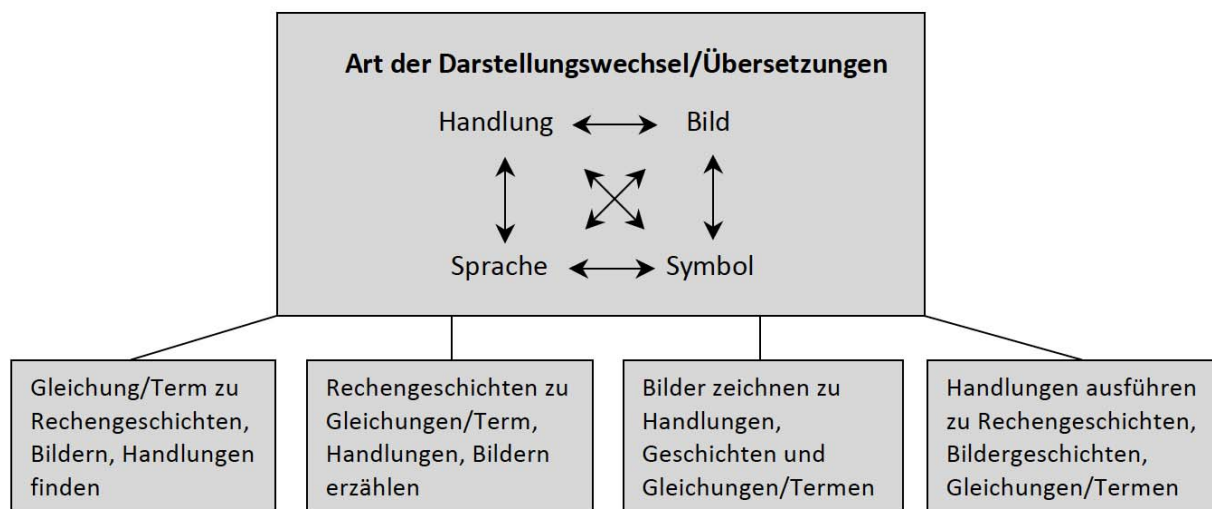 Art der Darstellungswechsel/Übersetzungen
Handlung Bild
Sprache Symbol
Gleichung/Term zu
Rechengeschichten,
Bildern, Handlungen
finden
Rechengeschichten zu
Gleichungen/Term,
Handlungen, Bildern
erzählen
Bilder zeichnen zu
Handlungen,
Geschichten und
Gleichungen/Termen
Handlungen ausführen
zu Rechengeschichten,
Bildergeschichten,
Gleichungen/Termen